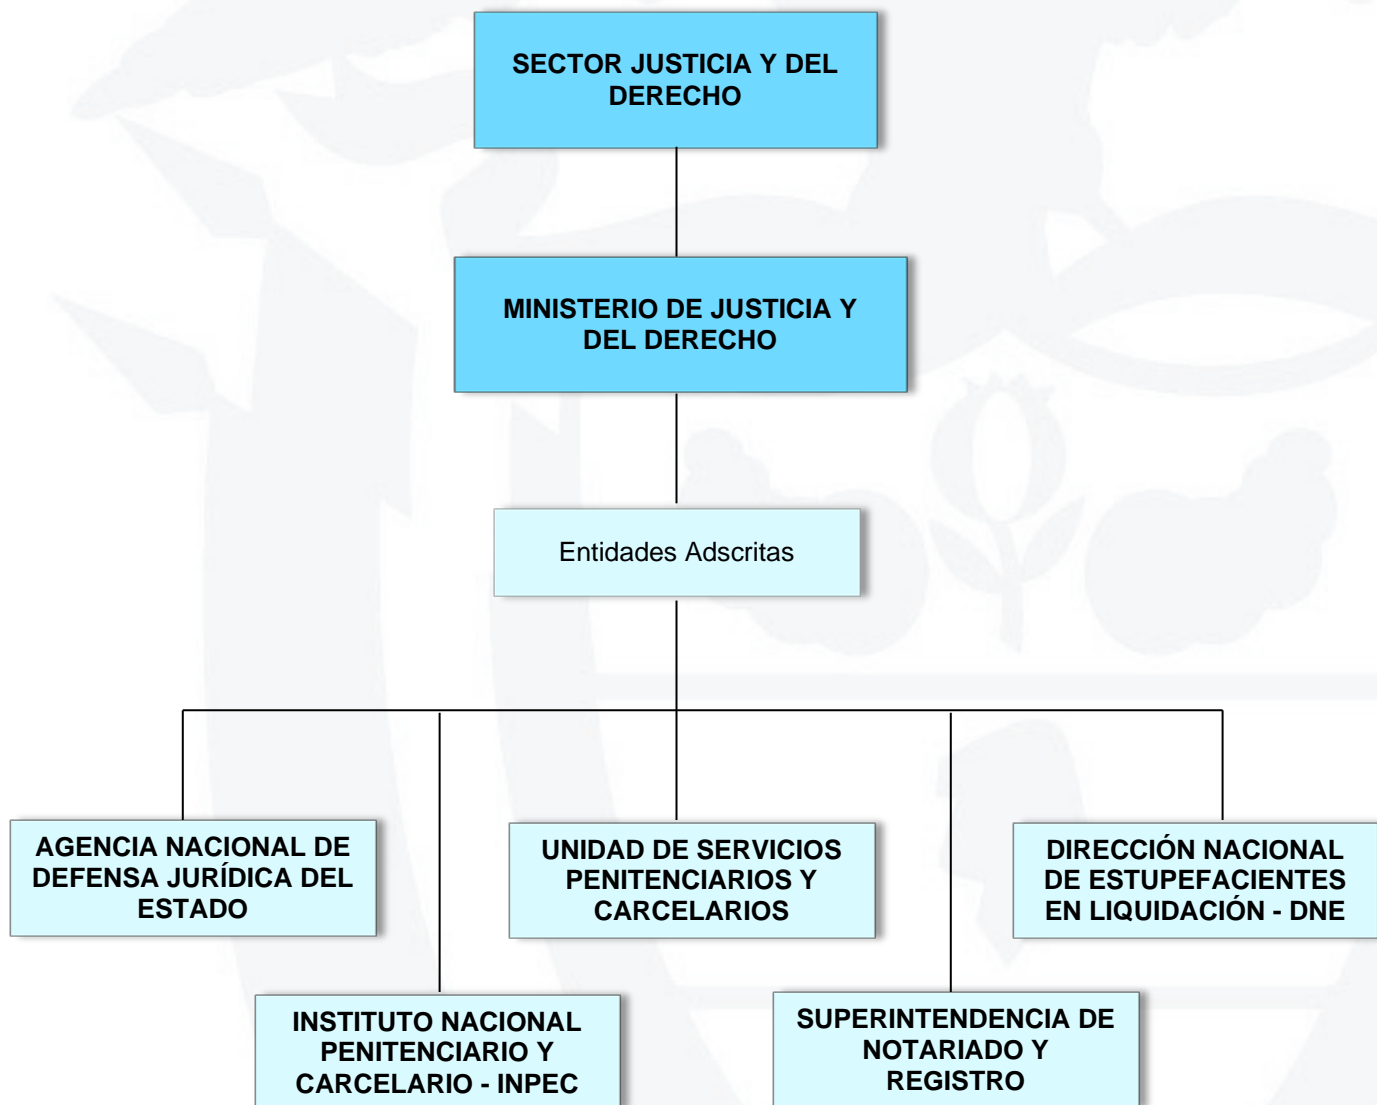 SECTOR JUSTICIA Y DEL
DERECHO
MINISTERIO DE JUSTICIA Y
DEL DERECHO
Entidades Adscritas
AGENCIA NACIONAL DE
DEFENSA JURÍDICA DEL
ESTADO
UNIDAD DE SERVICIOS
PENITENCIARIOS Y
CARCELARIOS
DIRECCIÓN NACIONAL
DE ESTUPEFACIENTES
EN LIQUIDACIÓN - DNE
INSTITUTO NACIONAL
PENITENCIARIO Y
CARCELARIO - INPEC
SUPERINTENDENCIA DE
NOTARIADO Y
REGISTRO